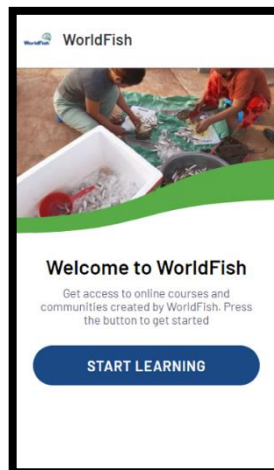 WorldFish
WorldFish
Welcome to WorldFish
Get access to online courses and
communities created by WorldFish. Press
the button to get started
START LEARNING